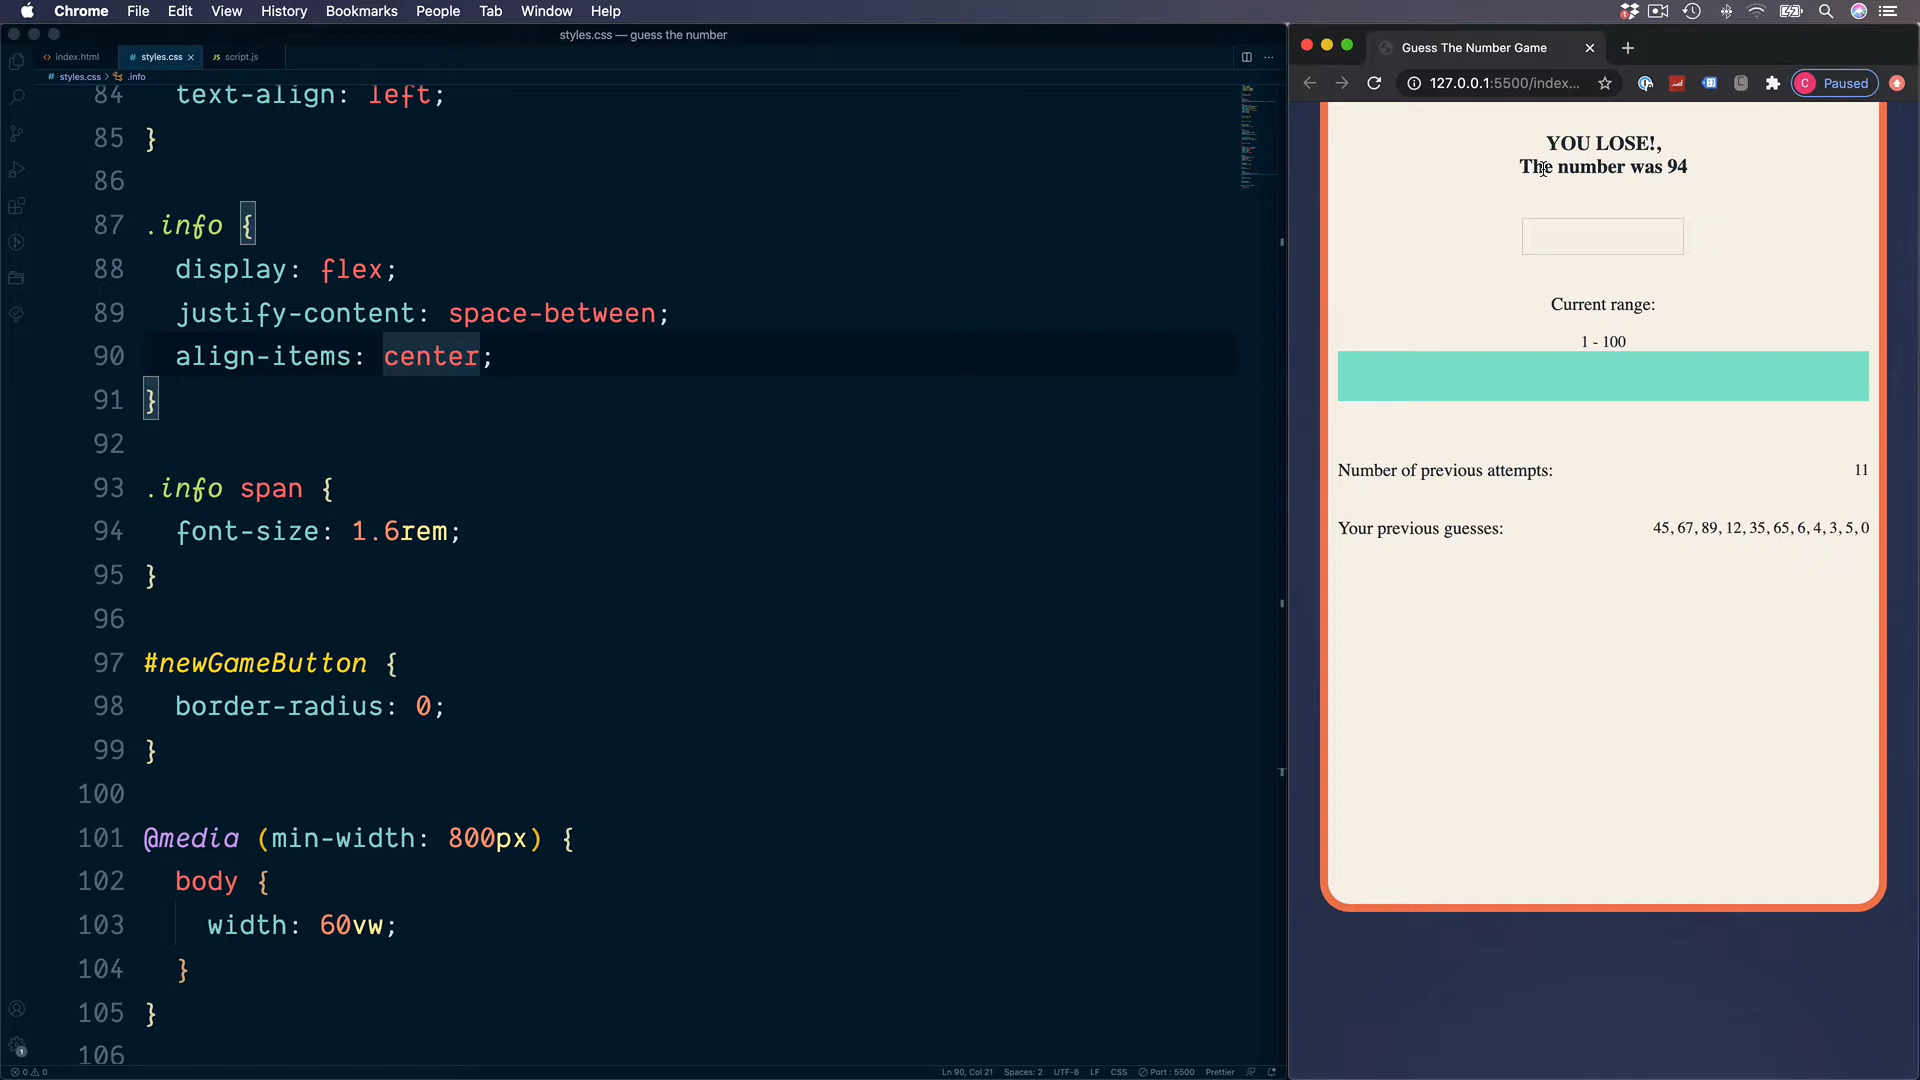 Chrome File Edit View History Bookmarks People Tab Window Help
styles.css — guess the number
index.html styles.css script.js
styles.css > .info
84 text-align: left;
85 }
86
87 .info {
88 display: flex;
89 justify-content: space-between;
90 align-items: center;
91 }
92
93 .info span {
94 font-size: 1.6rem;
95 }
96
97 #newGameButton {
98 border-radius: 0;
99 }
100
101 @media (min-width: 800px) {
102 body {
103 width: 60vw;
104 }
105 }
106
0 0 Ln 90, Col 21 Spaces: 2 UTF-8 LF CSS Port : 5500 Prettier
Guess The Number Game
127.0.0.1:5500/index... C Paused
YOU LOSE!,
The number was 94
Current range:
1 - 100
Number of previous attempts: 11
Your previous guesses: 45, 67, 89, 12, 35, 65, 6, 4, 3, 5, 0